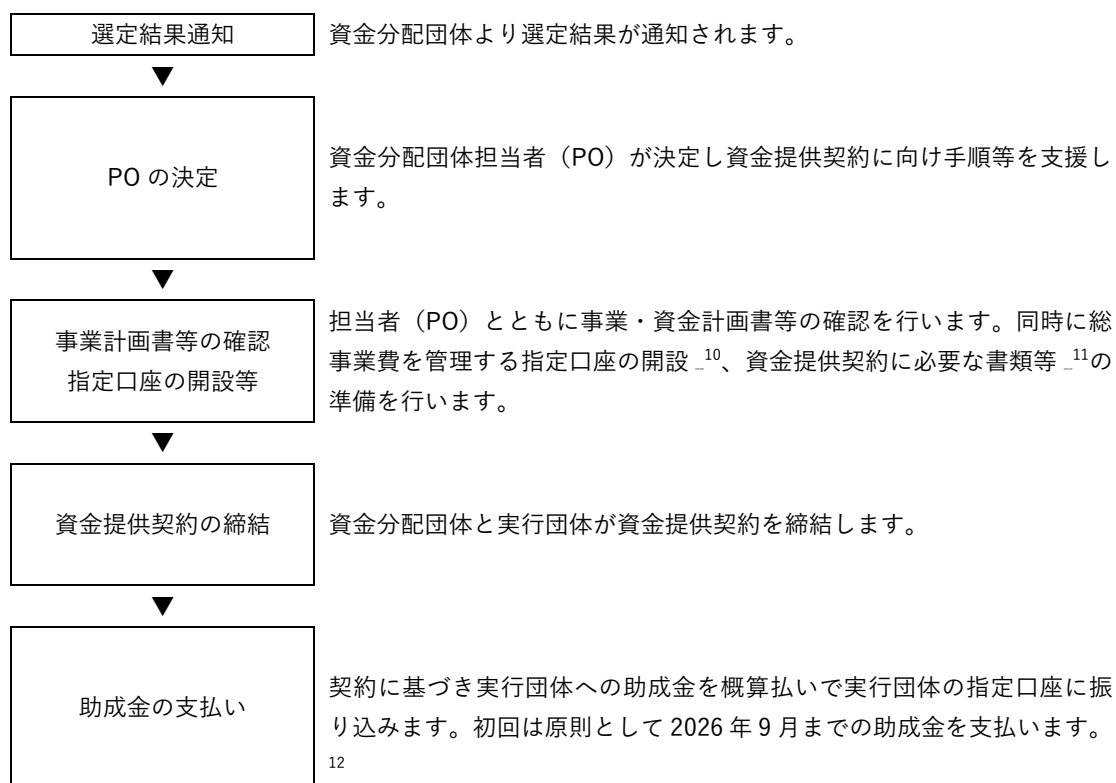 選定結果通知
資金分配団体より選定結果が通知されます。
▼
PO の決定
資金分配団体担当者（PO）が決定し資金提供契約に向け手順等を支援し
ます。
▼
事業計画書等の確認
指定口座の開設等
担当者（PO）とともに事業・資金計画書等の確認を行います。同時に総
事業費を管理する指定口座の開設 10、資金提供契約に必要な書類等 11の
準備を行います。
▼
資金提供契約の締結
資金分配団体と実行団体が資金提供契約を締結します。
▼
助成金の支払い
契約に基づき実行団体への助成金を概算払いで実行団体の指定口座に振
り込みます。初回は原則として 2026 年 9 月までの助成金を支払います。
12